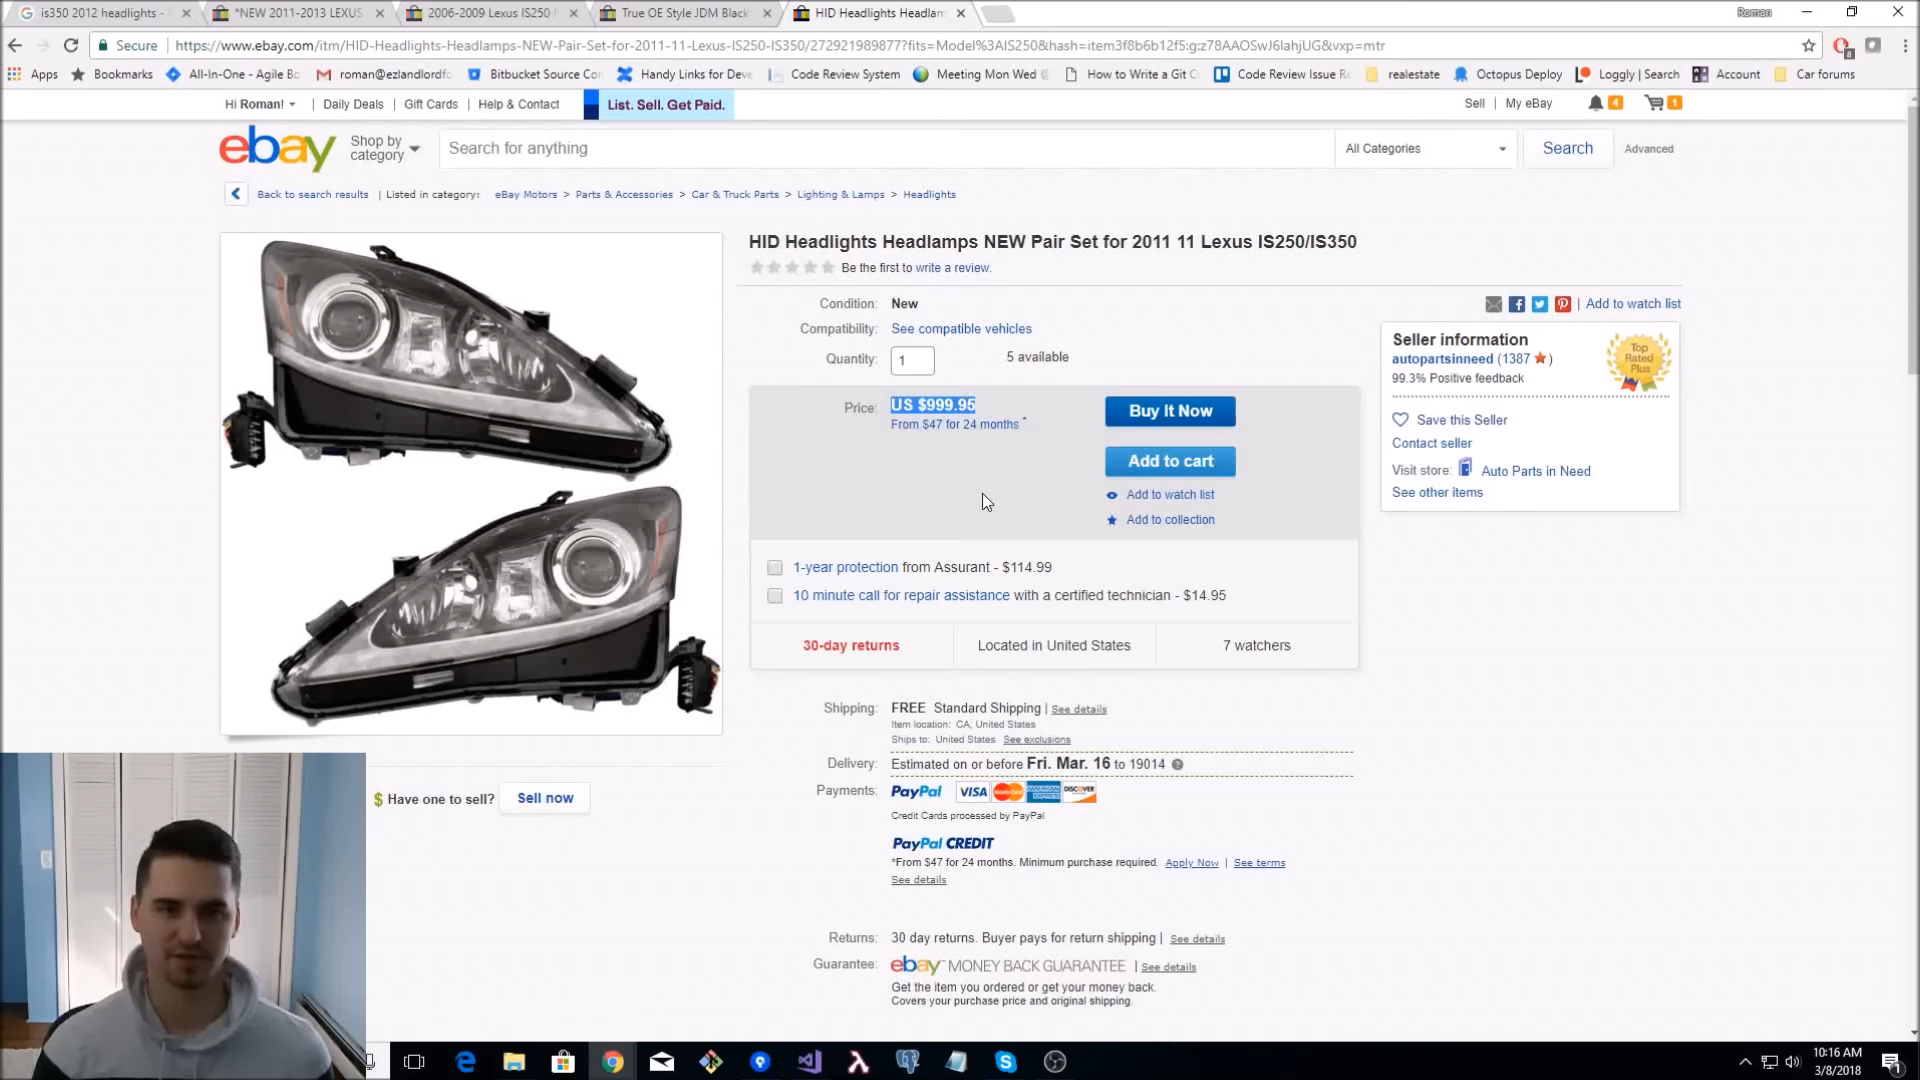 is350 2012 headlights -
*NEW 2011-2013 LEXUS
2006-2009 Lexus IS250
True OE Style JDM Black
HID Headlights Headlam
Roman
Secure https://www.ebay.com/itm/HID-Headlights-Headlamps-NEW-Pair-Set-for-2011-11-Lexus-IS250-IS350/272921989877?fits=Model%3AIS250&hash=item3f8b6b12f5:g:z78AAOSwJ6lahjUG&vxp=mtr
Apps Bookmarks All-In-One - Agile Bo roman@ezlandlordfo Bitbucket Source Con Handy Links for Deve Code Review System Meeting Mon Wed How to Write a Git C Code Review Issue Re realestate Octopus Deploy Loggly | Search Account Car forums
Hi Roman! | Daily Deals | Gift Cards | Help & Contact List. Sell. Get Paid. Sell | My eBay 4 1
ebay Shop by category Search for anything All Categories Search Advanced
Back to search results | Listed in category: eBay Motors > Parts & Accessories > Car & Truck Parts > Lighting & Lamps > Headlights
HID Headlights Headlamps NEW Pair Set for 2011 11 Lexus IS250/IS350
Be the first to write a review.
Condition: New
Compatibility: See compatible vehicles
Quantity: 1 5 available
Price: US $999.95
From $47 for 24 months *
Buy It Now
Add to cart
Add to watch list
Add to collection
1-year protection from Assurant - $114.99
10 minute call for repair assistance with a certified technician - $14.95
30-day returns Located in United States 7 watchers
| Add to watch list
Seller information
autopartsinneed (1387 )
99.3% Positive feedback
Top Rated Plus
Save this Seller
Contact seller
Visit store: Auto Parts in Need
See other items
Shipping: FREE Standard Shipping | See details
Item location: CA, United States
Ships to: United States See exclusions
Delivery: Estimated on or before Fri. Mar. 16 to 19014
Payments: PayPal VISA MasterCard AMERICAN EXPRESS DISCOVER
Credit Cards processed by PayPal
PayPal CREDIT
*From $47 for 24 months. Minimum purchase required. Apply Now | See terms
See details
Returns: 30 day returns. Buyer pays for return shipping | See details
Guarantee: ebay MONEY BACK GUARANTEE | See details
Get the item you ordered or get your money back.
Covers your purchase price and original shipping.
Have one to sell? Sell now
10:16 AM
3/8/2018
1